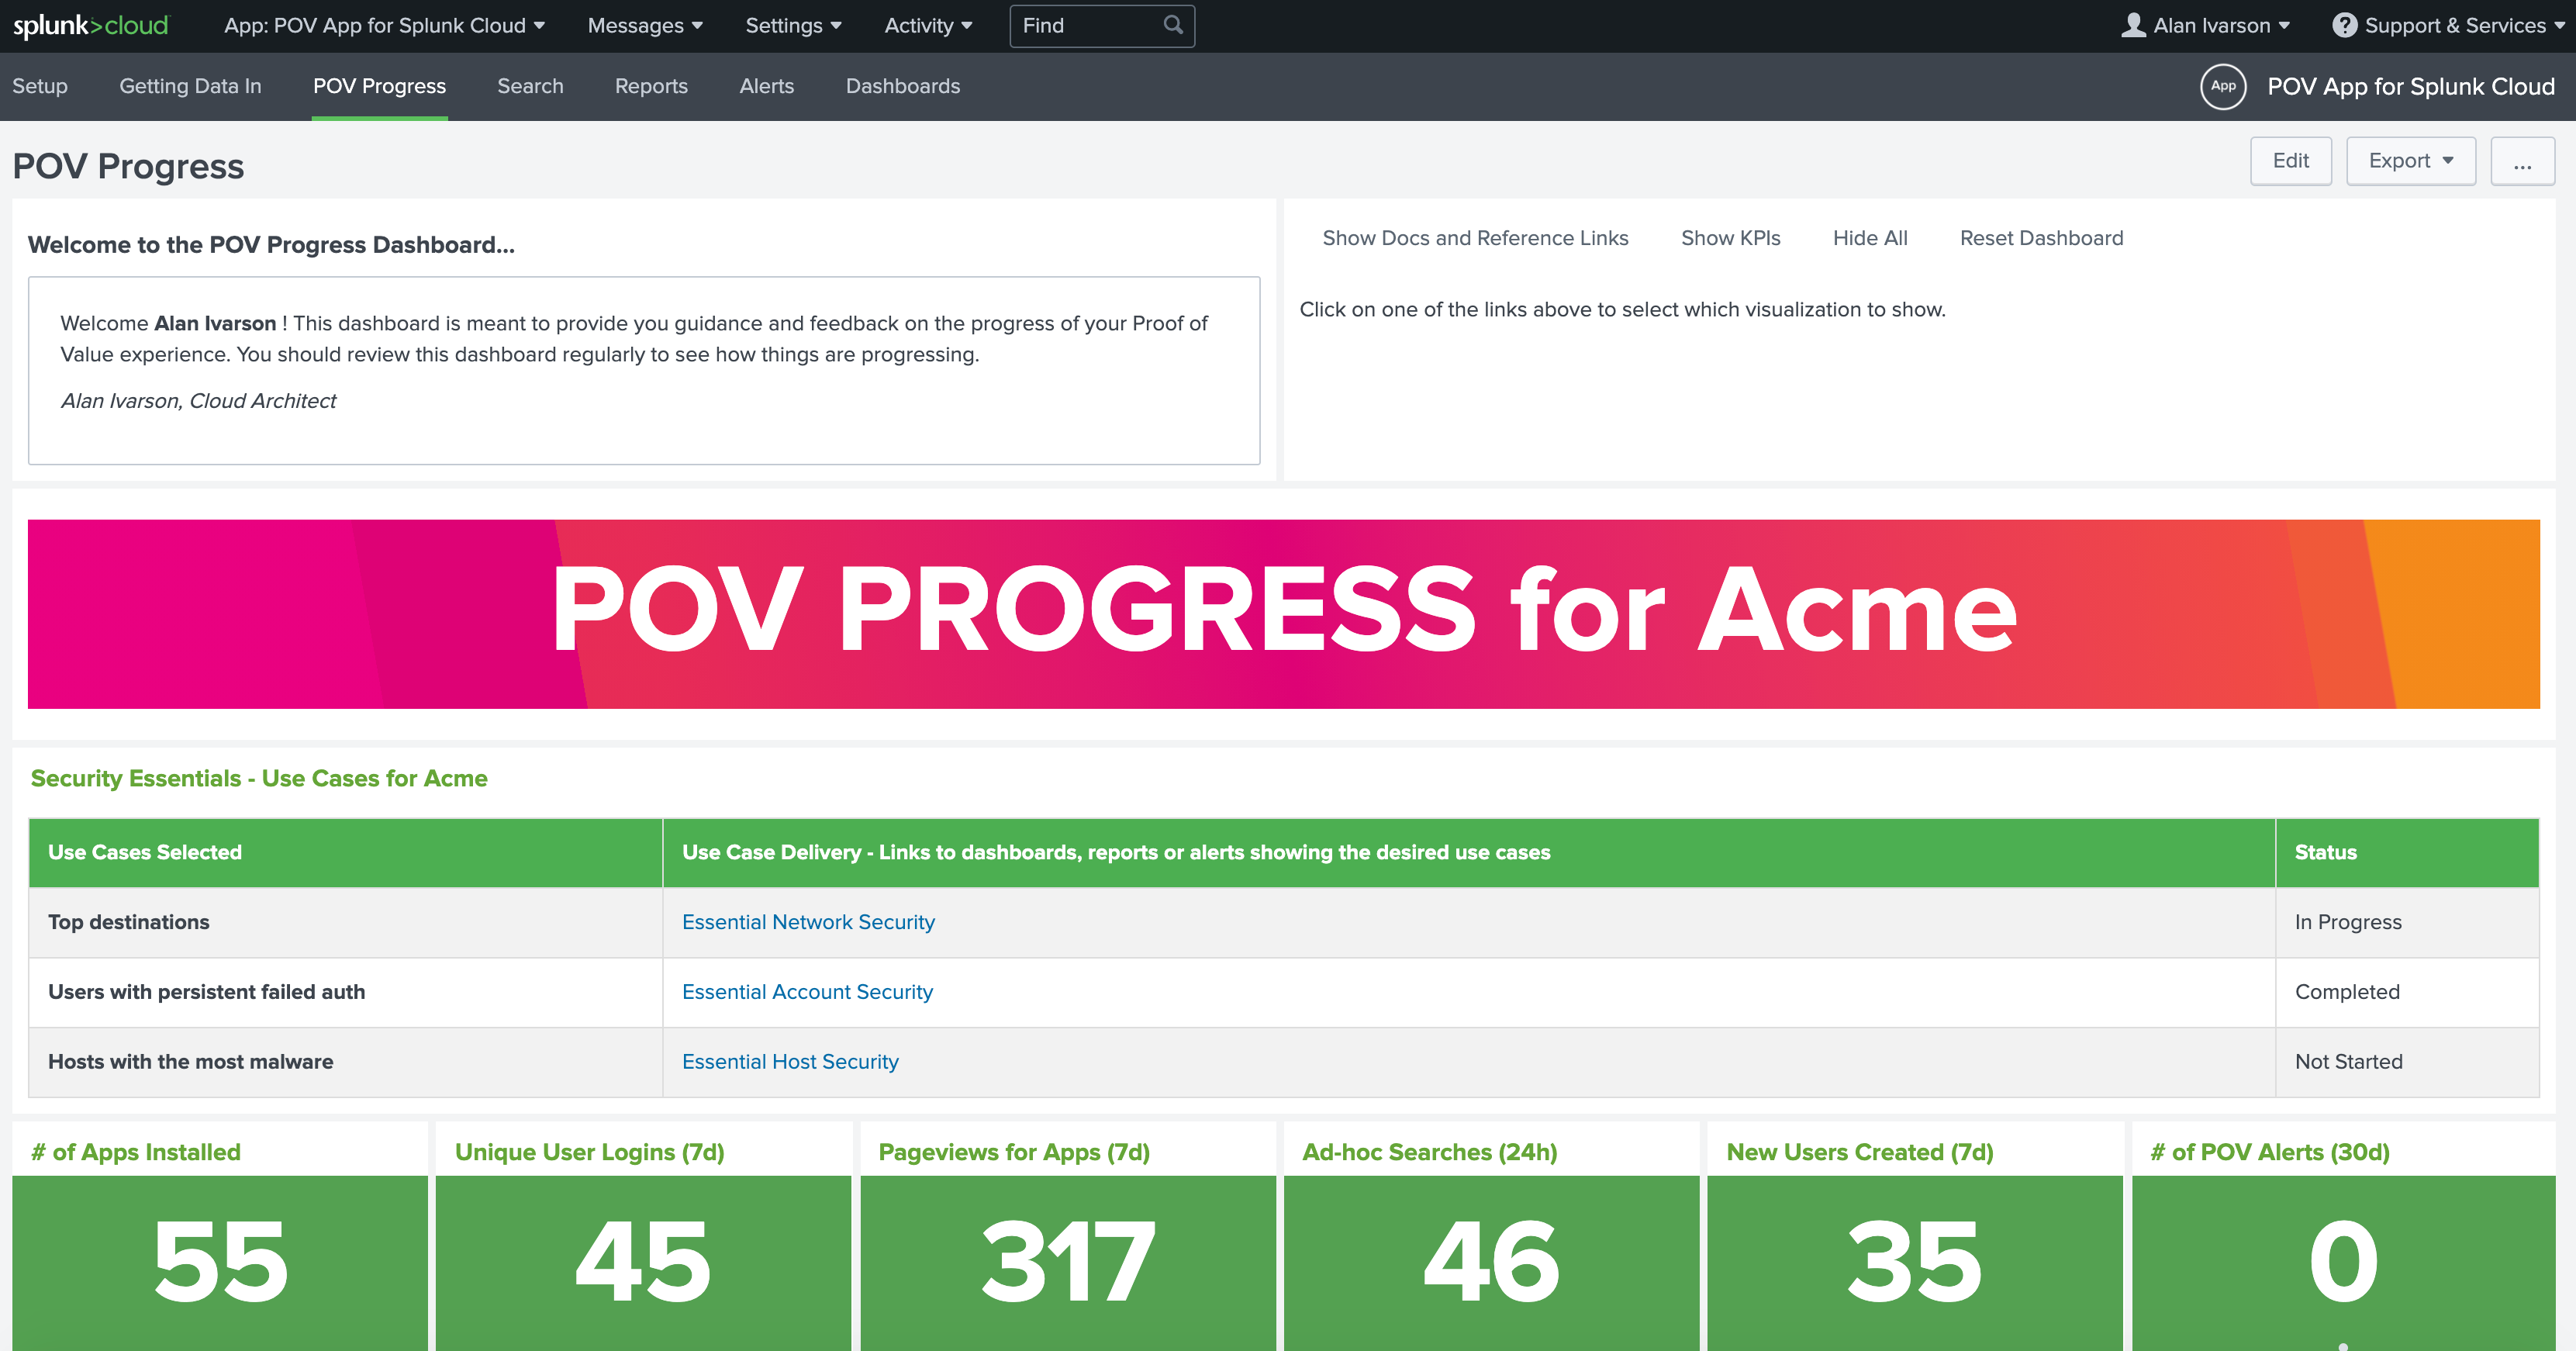 splunk>cloud App: POV App for Splunk Cloud Messages Settings Activity Find Alan Ivarson ? Support & Services
Setup Getting Data In POV Progress Search Reports Alerts Dashboards App POV App for Splunk Cloud
POV Progress Edit Export ...
Welcome to the POV Progress Dashboard...
Welcome Alan Ivarson ! This dashboard is meant to provide you guidance and feedback on the progress of your Proof of
Value experience. You should review this dashboard regularly to see how things are progressing.
Alan Ivarson, Cloud Architect
Show Docs and Reference Links Show KPIs Hide All Reset Dashboard
Click on one of the links above to select which visualization to show.
POV PROGRESS for Acme
Security Essentials - Use Cases for Acme
Use Cases Selected Use Case Delivery - Links to dashboards, reports or alerts showing the desired use cases Status
Top destinations Essential Network Security In Progress
Users with persistent failed auth Essential Account Security Completed
Hosts with the most malware Essential Host Security Not Started
# of Apps Installed Unique User Logins (7d) Pageviews for Apps (7d) Ad-hoc Searches (24h) New Users Created (7d) # of POV Alerts (30d)
55 45 317 46 35 0